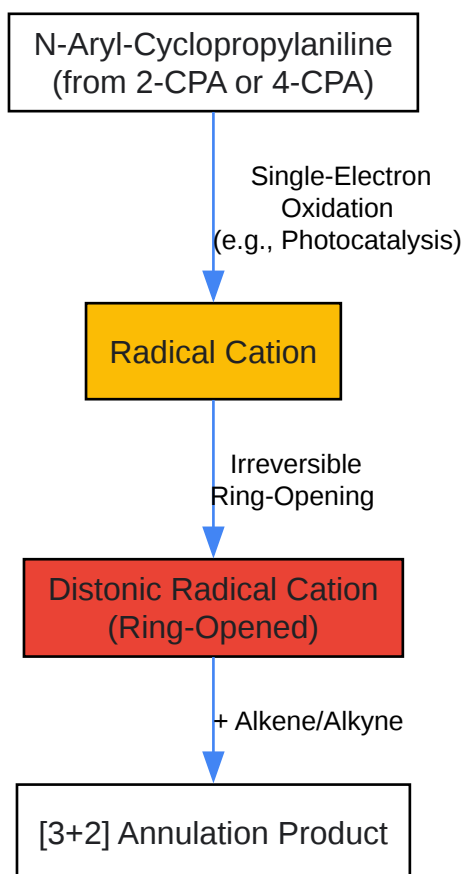 N-Aryl-Cyclopropylaniline
(from 2-CPA or 4-CPA)
Single-Electron
Oxidation
(e.g., Photocatalysis)
Radical Cation
Irreversible
Ring-Opening
Distonic Radical Cation
(Ring-Opened)
+ Alkene/Alkyne
[3+2] Annulation Product